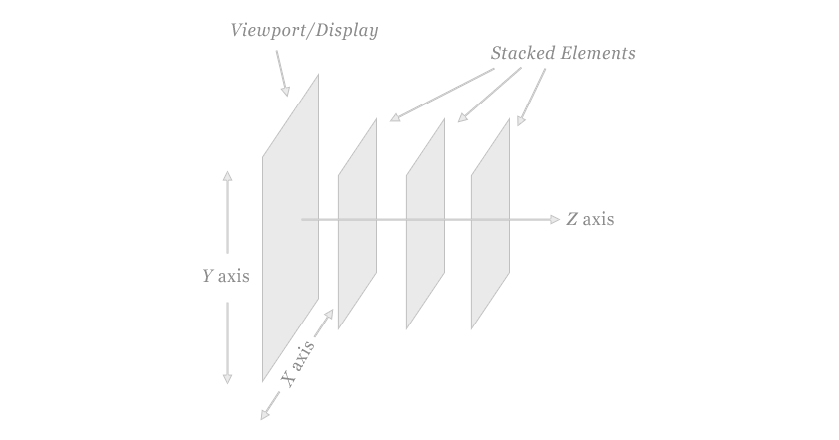 Viewport/Display
Stacked Elements
Z axis
Y axis
X axis